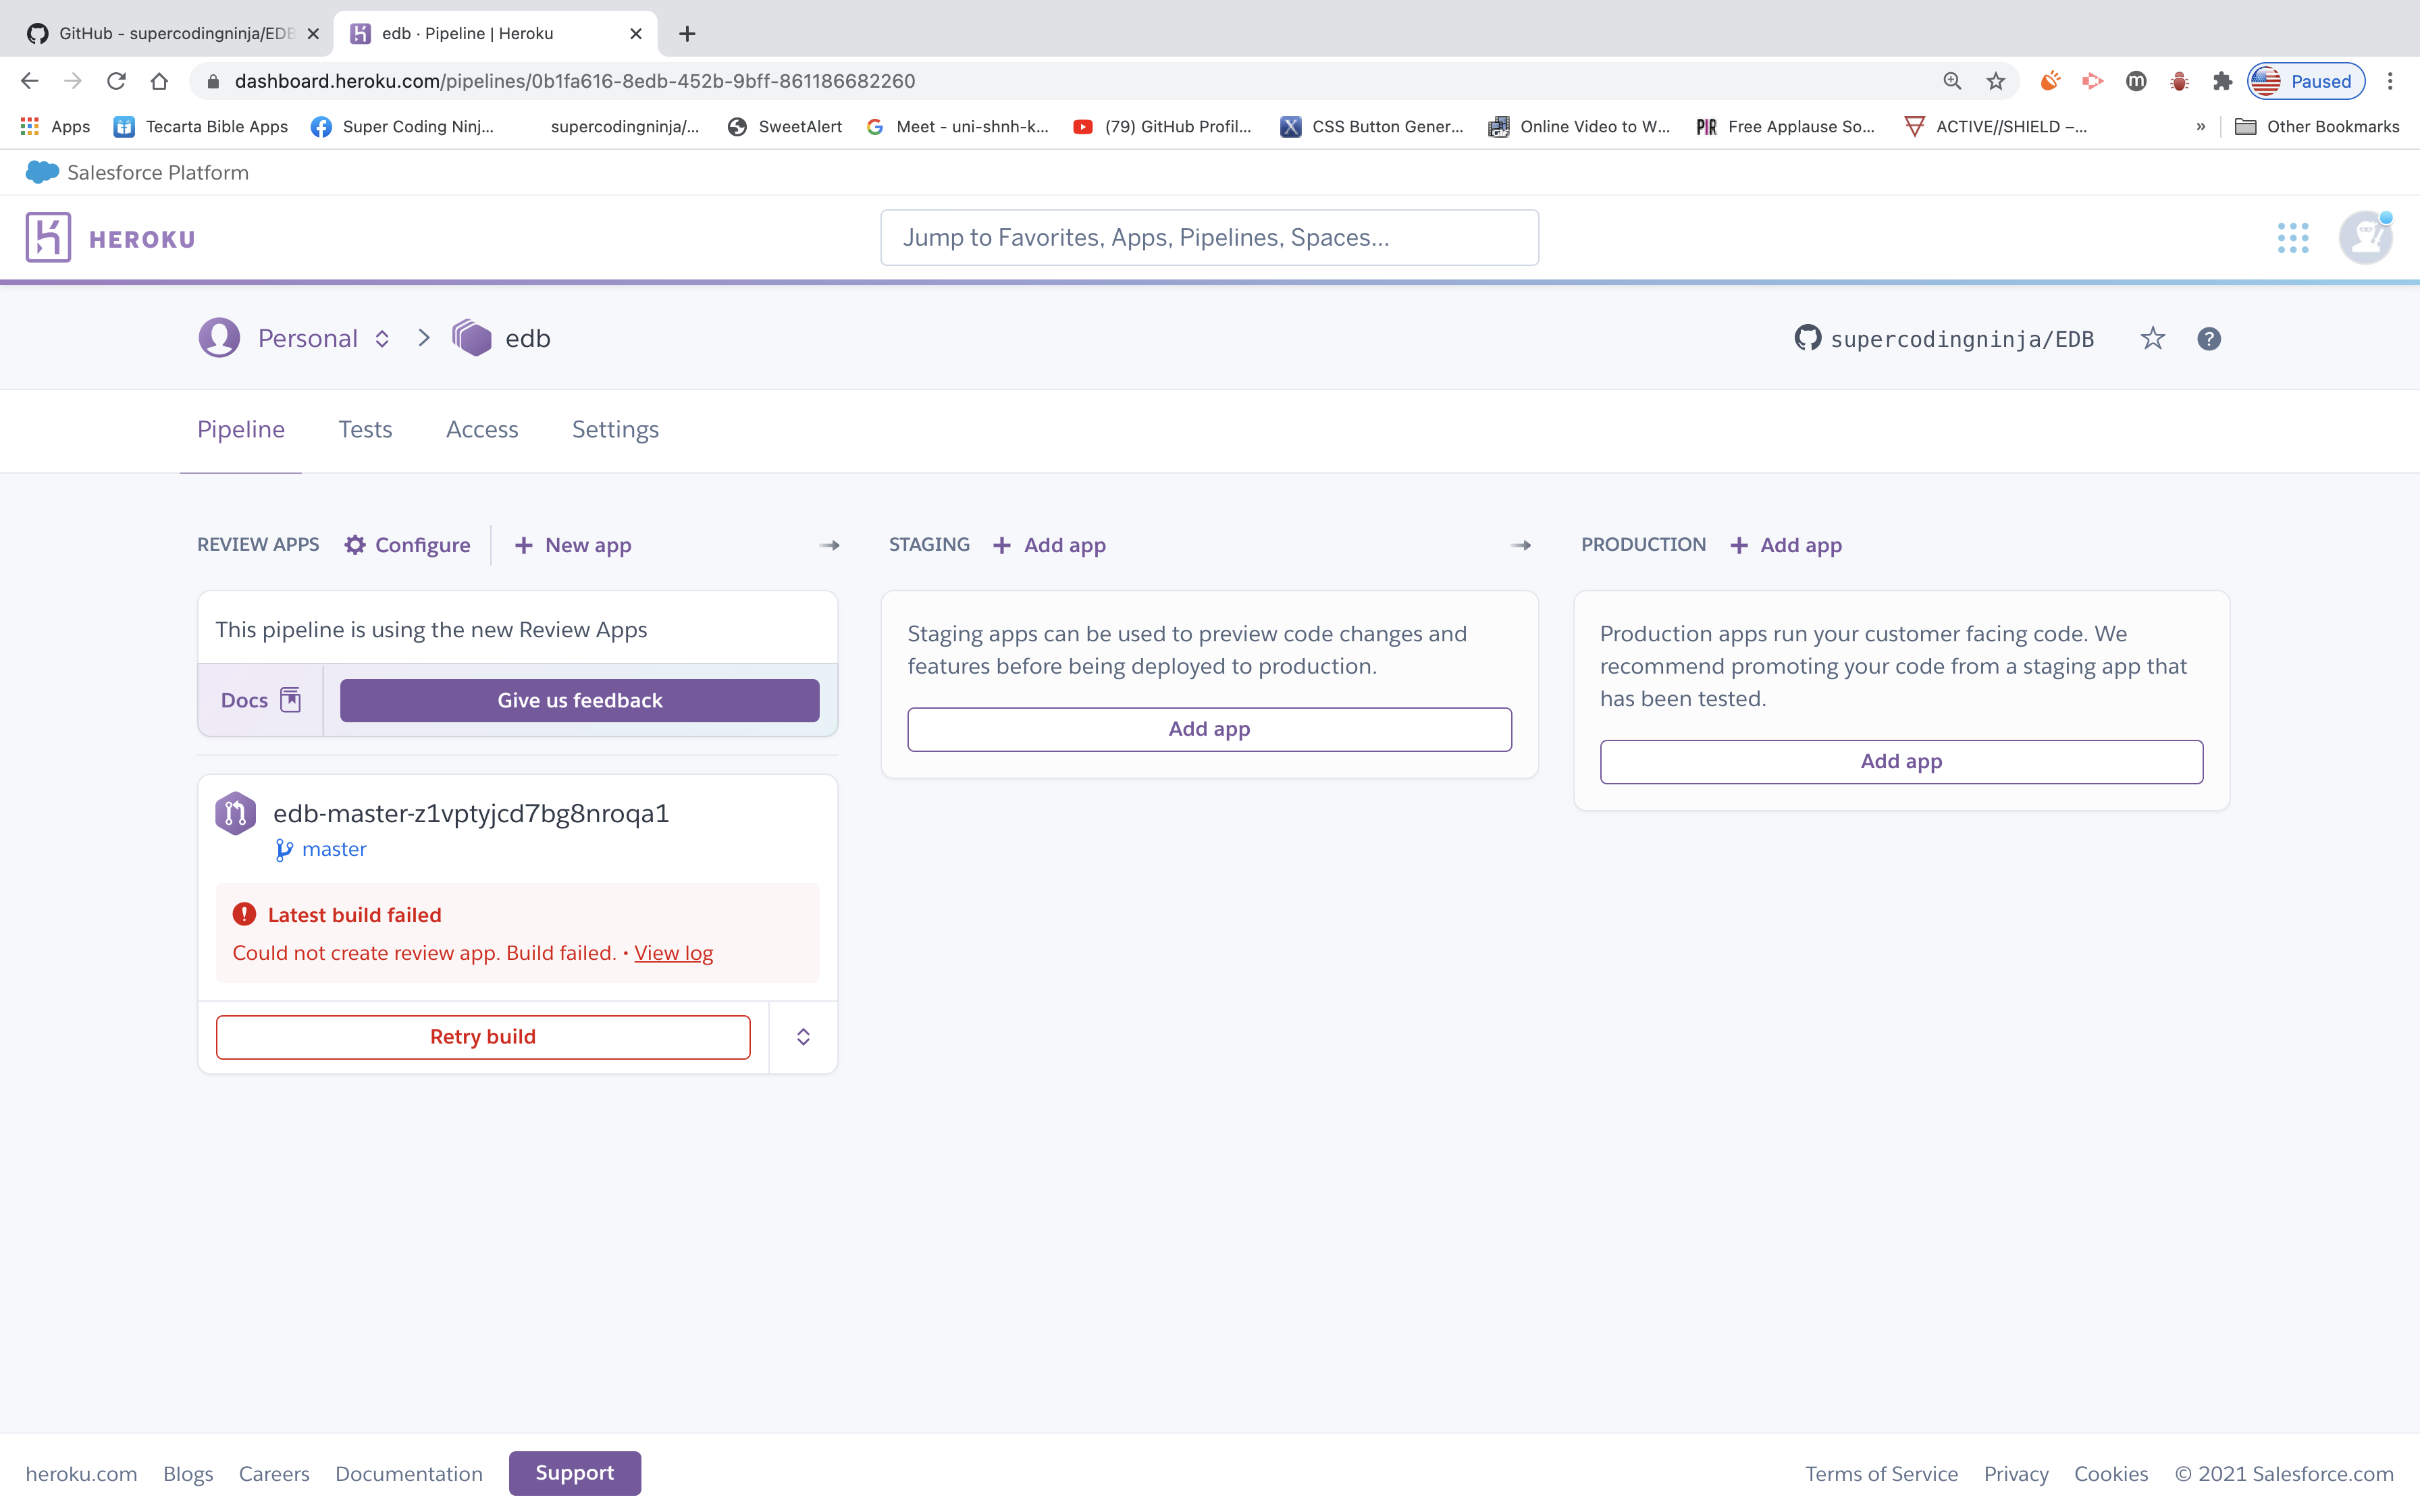 GitHub - supercodingninja/EDB
edb · Pipeline | Heroku
dashboard.heroku.com/pipelines/0b1fa616-8edb-452b-9bff-861186682260
Paused
Apps
Tecarta Bible Apps
Super Coding Ninj...
supercodingninja/...
SweetAlert
Meet - uni-shnh-k...
(79) GitHub Profil...
CSS Button Gener...
Online Video to W...
Free Applause So...
ACTIVE//SHIELD –...
»
Other Bookmarks
Salesforce Platform
HEROKU
Jump to Favorites, Apps, Pipelines, Spaces...
Personal
edb
supercodingninja/EDB
Pipeline
Tests
Access
Settings
REVIEW APPS
Configure
New app
STAGING
Add app
PRODUCTION
Add app
This pipeline is using the new Review Apps
Docs
Give us feedback
edb-master-z1vptyjcd7bg8nroqa1
master
Latest build failed
Could not create review app. Build failed. • View log
Retry build
Staging apps can be used to preview code changes and
features before being deployed to production.
Add app
Production apps run your customer facing code. We
recommend promoting your code from a staging app that
has been tested.
Add app
heroku.com
Blogs
Careers
Documentation
Support
Terms of Service
Privacy
Cookies
© 2021 Salesforce.com